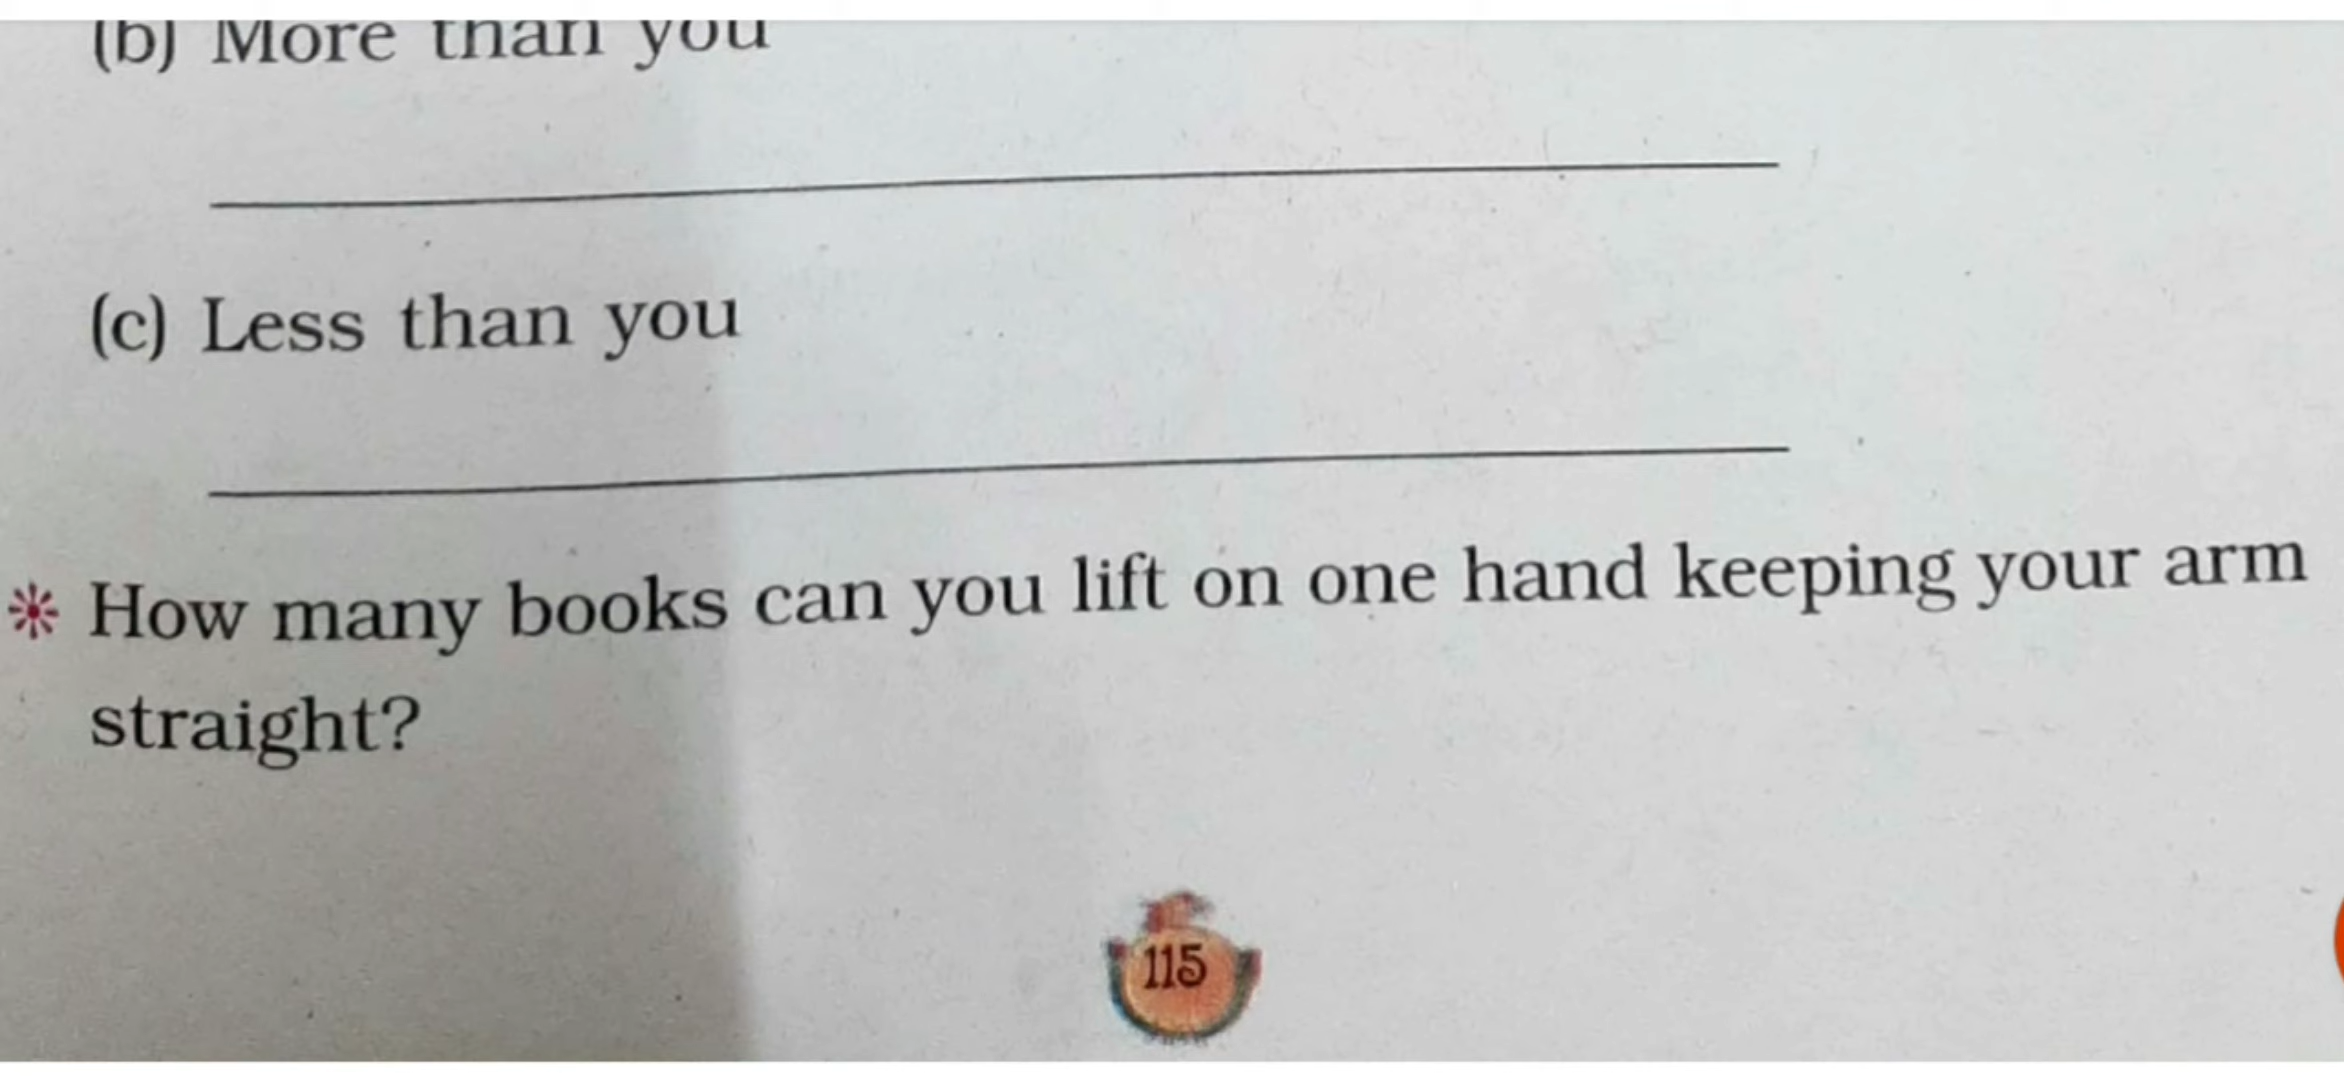 (b) More than you
(c) Less than you
How many books can you lift on one hand keeping your arm
straight?
115